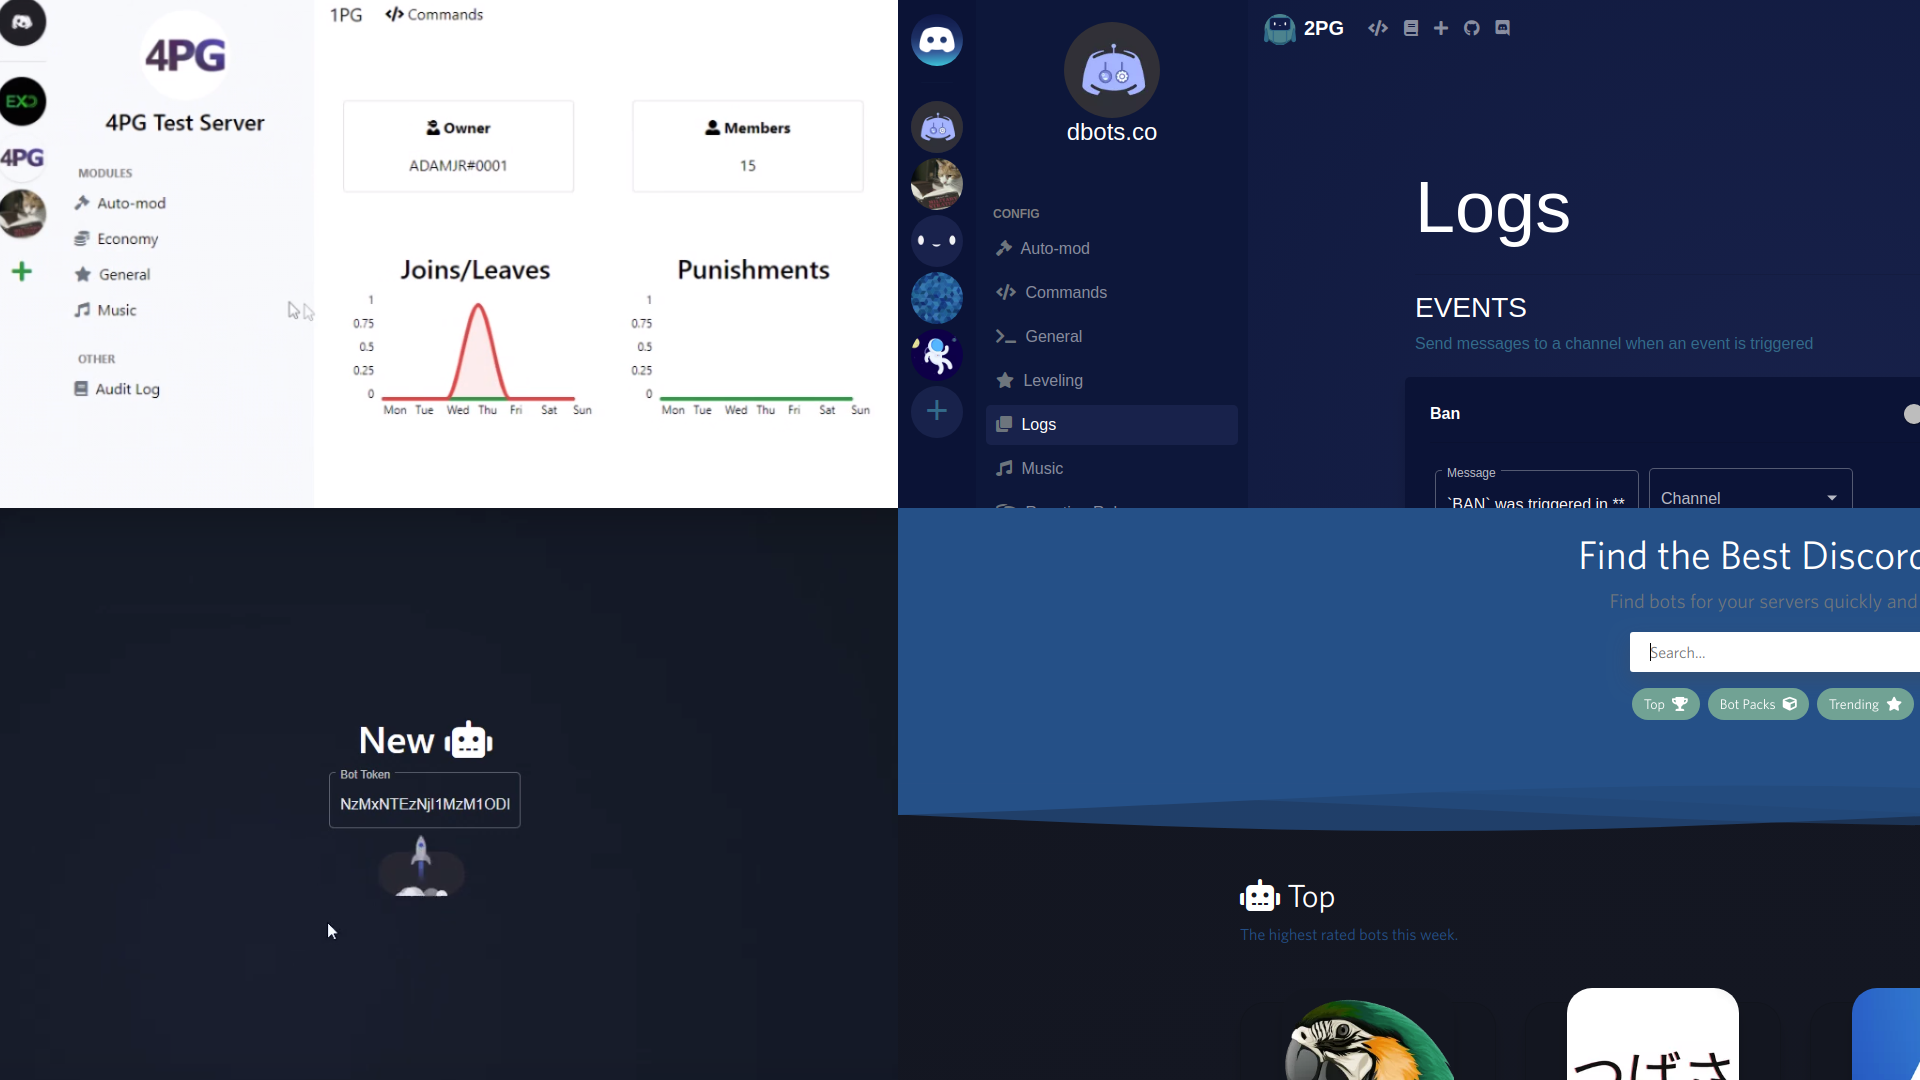 1PG
Commands
4PG
4PG Test Server
EXD
4PG
MODULES
Auto-mod
Economy
General
Music
OTHER
Audit Log
Owner
ADAMJR#0001
Members
15
Joins/Leaves
1
0.75
0.5
0.25
0
Mon Tue Wed Thu Fri Sat Sun
Punishments
1
0.75
0.5
0.25
0
Mon Tue Wed Thu Fri Sat Sun
2PG
dbots.co
CONFIG
Auto-mod
Commands
General
Leveling
Logs
Music
Logs
EVENTS
Send messages to a channel when an event is triggered
Ban
Message
`BAN` was triggered in **
Channel
New
Bot Token
NzMxNTEzNjI1MzM1ODI
Find the Best Discord
Find bots for your servers quickly and
Search...
Top
Bot Packs
Trending
Top
The highest rated bots this week.
つばさ